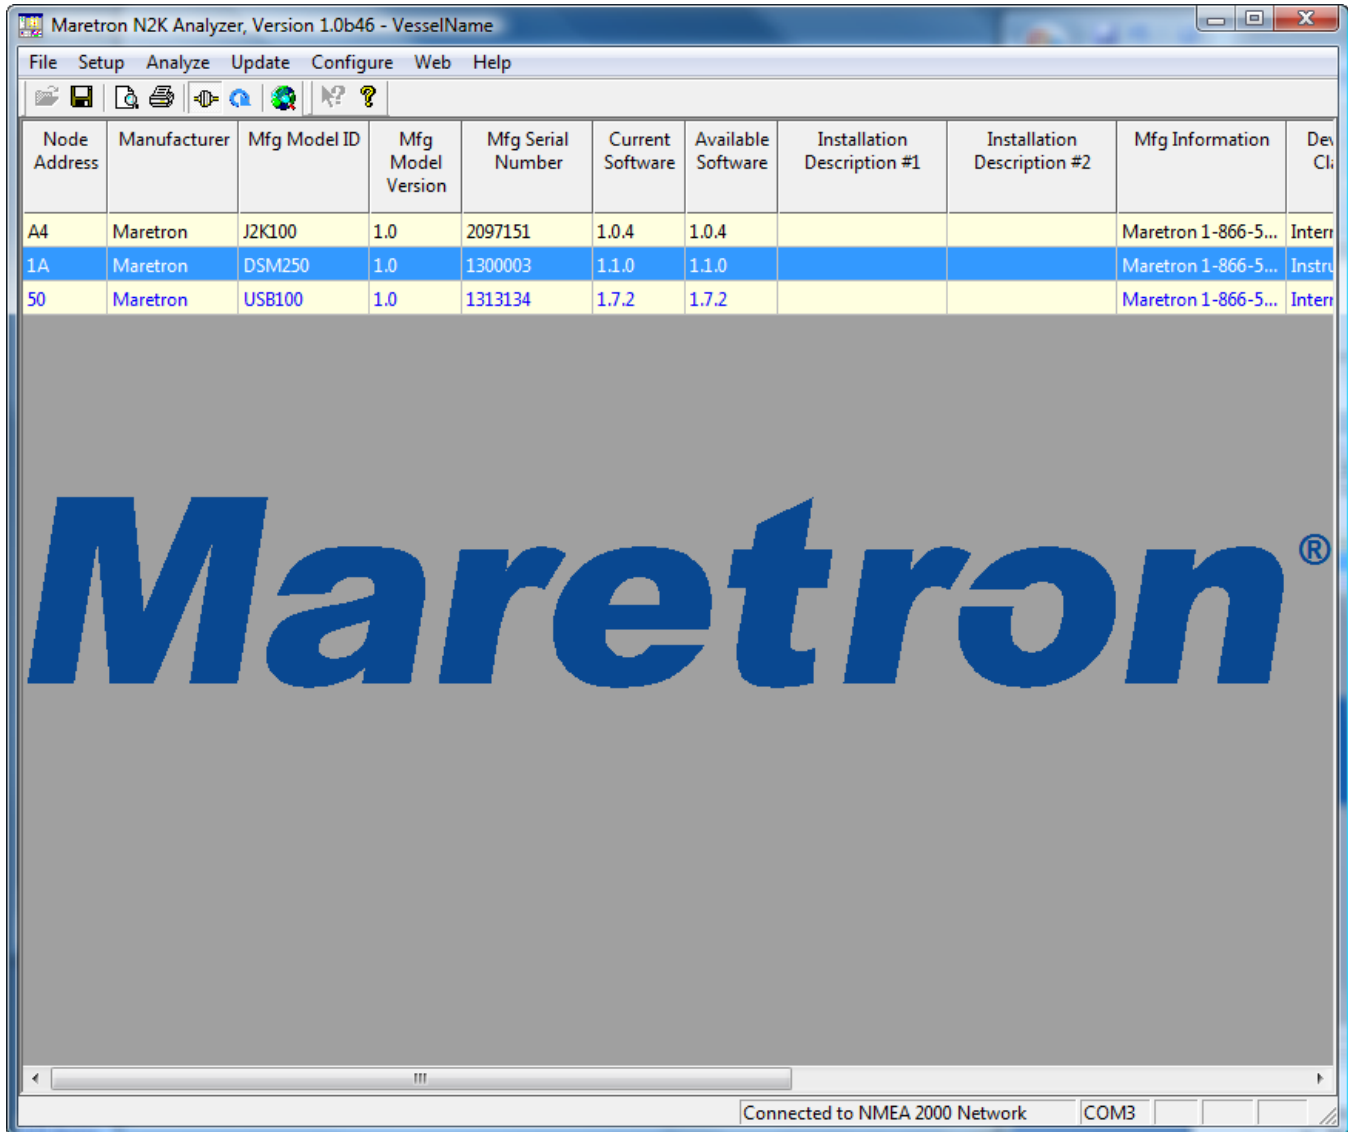 Maretron N2K Analyzer, Version 1.0b46 - VesselName
File Setup Analyze Update Configure Web Help
Node Address Manufacturer Mfg Model ID Mfg Model Version Mfg Serial Number Current Software Available Software Installation Description #1 Installation Description #2 Mfg Information
A4 Maretron J2K100 1.0 2097151 1.0.4 1.0.4 Maretron 1-866-5...
1A Maretron DSM250 1.0 1300003 1.1.0 1.1.0 Maretron 1-866-5...
50 Maretron USB100 1.0 1313134 1.7.2 1.7.2 Maretron 1-866-5...
Maretron®
Connected to NMEA 2000 Network COM3